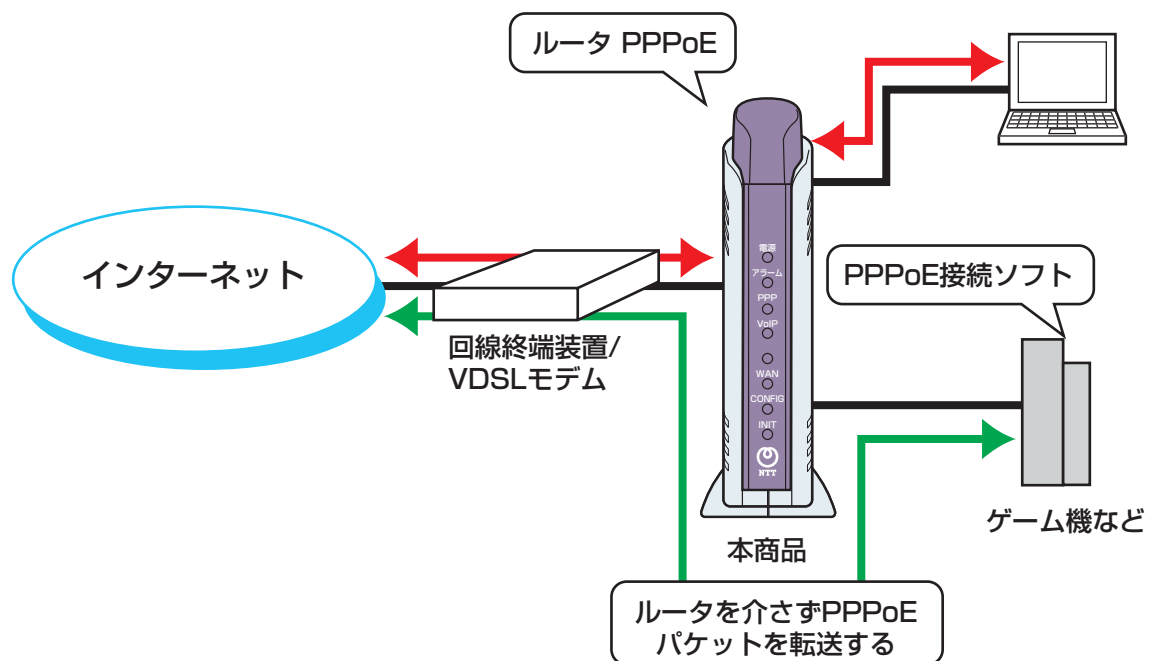 ルータ PPPoE
インターネット
回線終端装置/
VDSLモデム
電源
アラーム
PPP
VoIP
WAN
CONFIG
INIT
NTT
本商品
PPPoE接続ソフト
ゲーム機など
ルータを介さずPPPoE
パケットを転送する